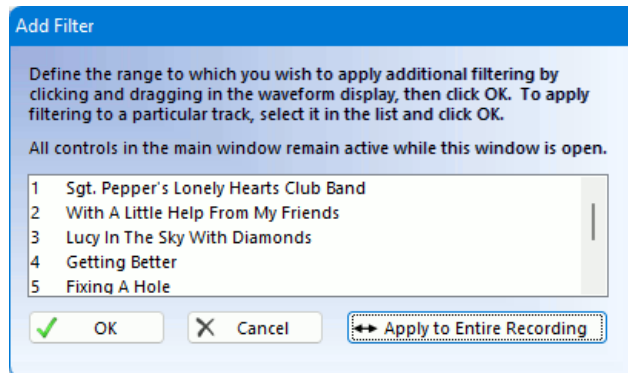 Add Filter
Define the range to which you wish to apply additional filtering by
clicking and dragging in the waveform display, then click OK.  To apply
filtering to a particular track, select it in the list and click OK.
All controls in the main window remain active while this window is open.
1 Sgt. Pepper's Lonely Hearts Club Band
2 With A Little Help From My Friends
3 Lucy In The Sky With Diamonds
4 Getting Better
5 Fixing A Hole
OK Cancel Apply to Entire Recording